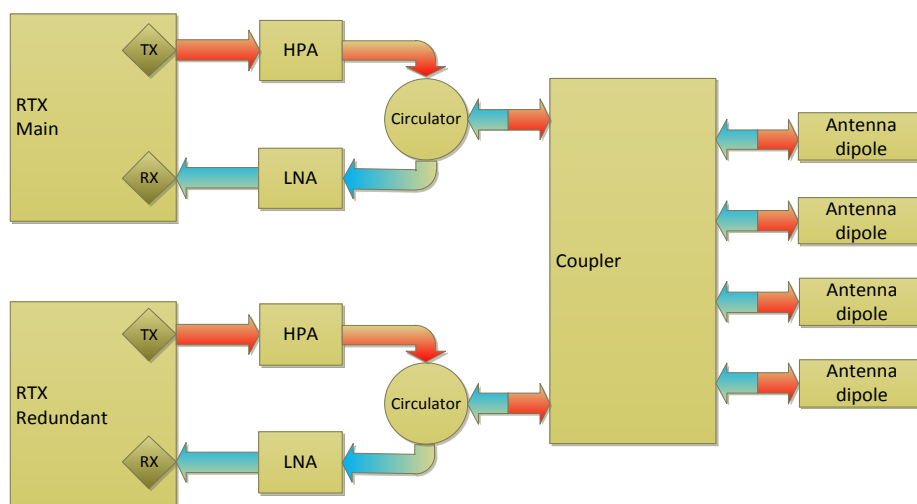 TX
HPA
RTX
Main
Circulator
RX
LNA
Antenna
dipole
Antenna
dipole
Coupler
Antenna
dipole
Antenna
dipole
TX
HPA
RTX
Redundant
Circulator
RX
LNA